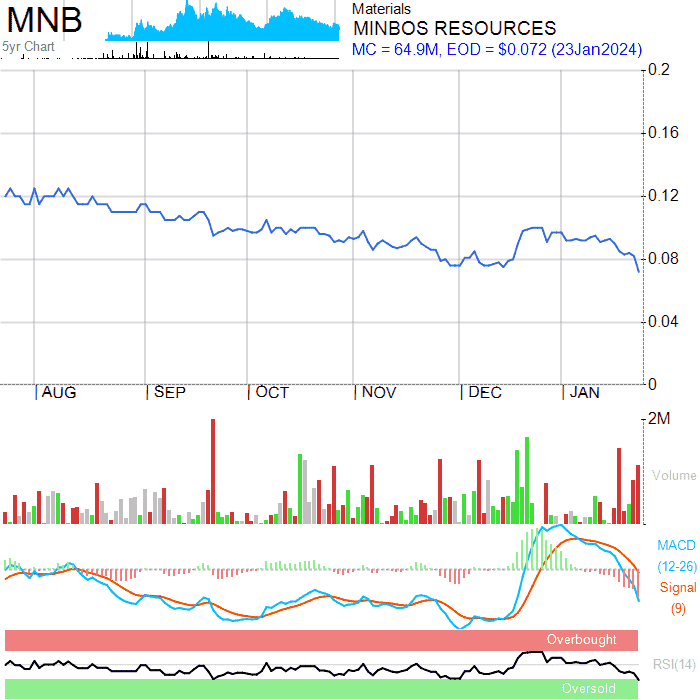 MNB
5yr Chart
Materials
MINBOS RESOURCES
MC = 64.9M, EOD = $0.072 (23Jan2024)
0.2
0.16
0.12
0.08
0.04
0
AUG SEP OCT NOV DEC JAN
2M
Volume
MACD
(12-26)
Signal
(9)
Overbought
RSI(14)
Oversold